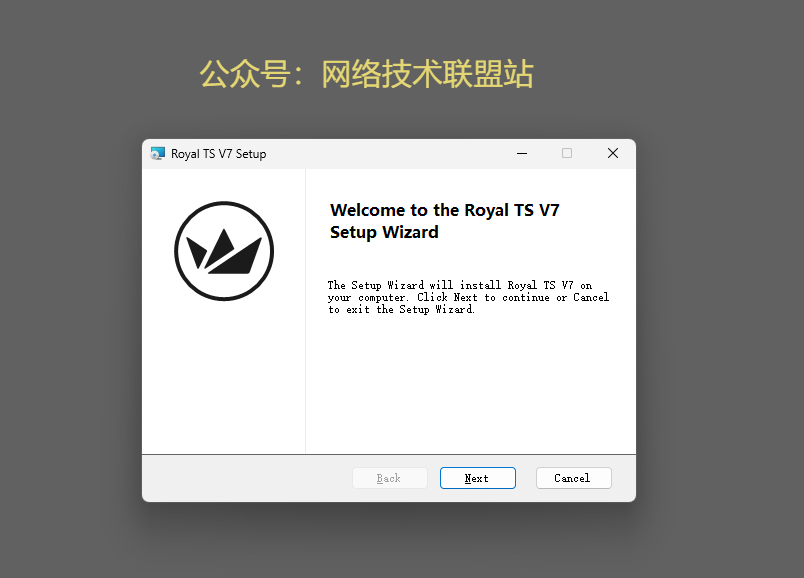 公众号：网络技术联盟站
Royal TS V7 Setup
Welcome to the Royal TS V7
Setup Wizard
The Setup Wizard will install Royal TS V7 on
your computer. Click Next to continue or Cancel
to exit the Setup Wizard.
Back Next Cancel